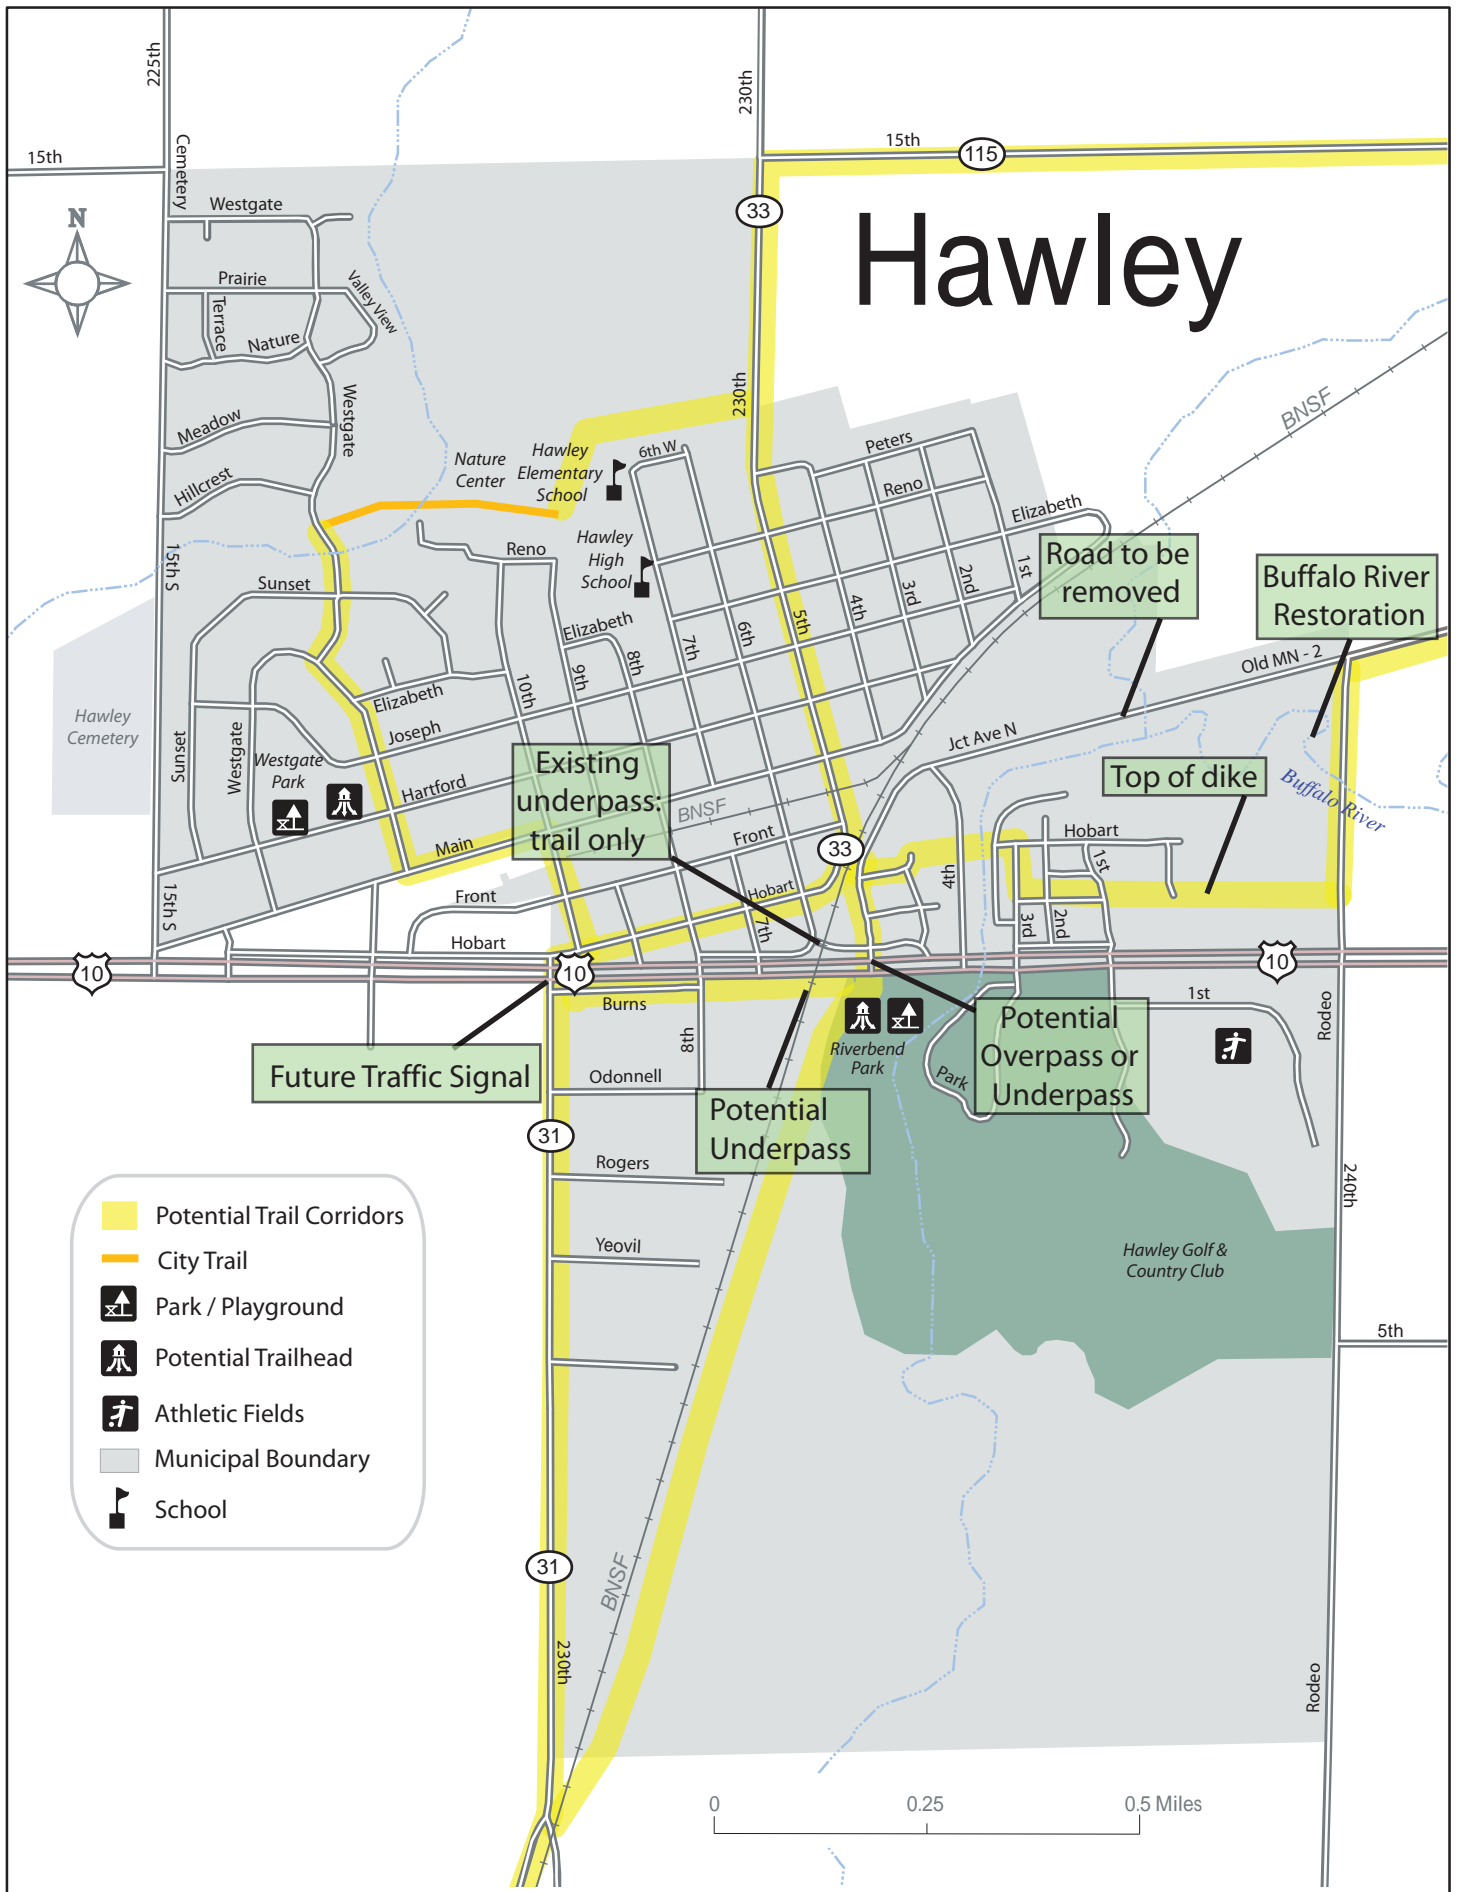 225th
230th
15th
15th
115
Cemetery
Westgate
N
33
Hawley
Prairie
Valley View
Terrace
Nature
BNSF
230th
Westgate
Meadow
Hillcrest
Nature
Center
Hawley
Elementary
School
6th W
Peters
Reno
Elizabeth
15th S
Reno
Hawley
High
School
1st
2nd
3rd
4th
5th
6th
7th
Road to be
removed
Buffalo River
Restoration
Sunset
Elizabeth
8th
9th
10th
Old MN - 2
Elizabeth
Joseph
Hawley
Cemetery
Sunset
Westgate
Westgate
Park
Hartford
Existing
underpass:
trail only
BNSF
Jct Ave N
Top of dike
Buffalo River
Main
Front
33
Hobart
1st
4th
15th S
Front
Hobart
7th
3rd
2nd
Hobart
10
10
10
Burns
1st
Rodeo
Future Traffic Signal
8th
Riverbend
Park
Park
Potential
Overpass or
Underpass
Odonnell
Potential
Underpass
31
Rogers
240th
Yeovil
Hawley Golf &
Country Club
5th
Potential Trail Corridors
City Trail
Park / Playground
Potential Trailhead
Athletic Fields
Municipal Boundary
School
31
BNSF
230th
Rodeo
0
0.25
0.5 Miles